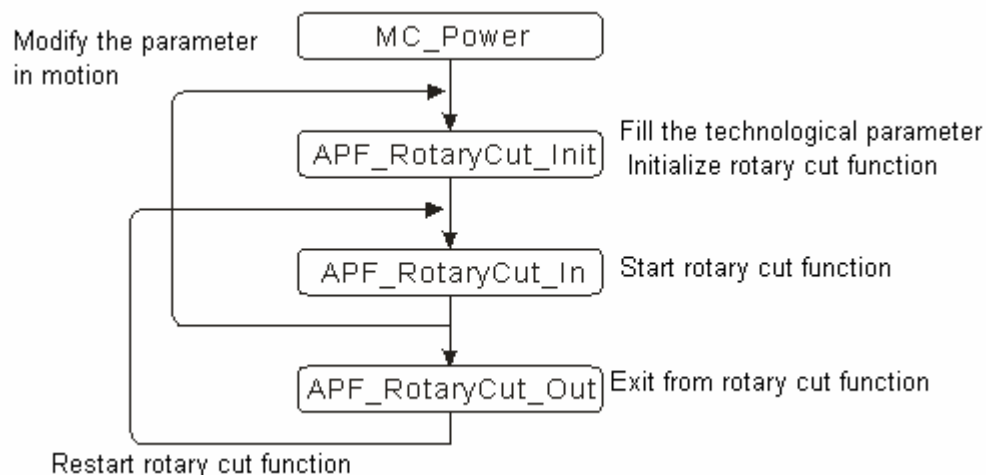 Modify the parameter
in motion
MC_Power
APF_RotaryCut_Init
Fill the technological parameter
Initialize rotary cut function
APF_RotaryCut_In
Start rotary cut function
APF_RotaryCut_Out
Exit from rotary cut function
Restart rotary cut function